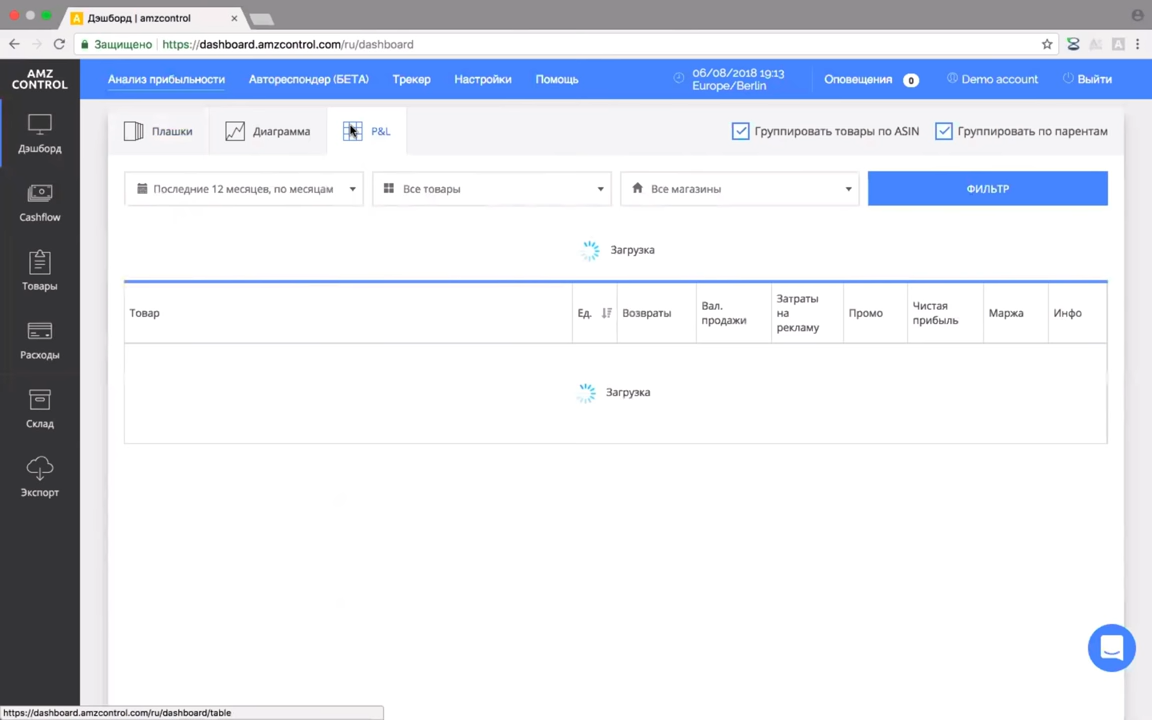 Дэшборд | amzcontrol
Защищено https://dashboard.amzcontrol.com/ru/dashboard
AMZ
CONTROL
Анализ прибыльности Автореспондер (БЕТА) Трекер Настройки Помощь
06/08/2018 19:13
Europe/Berlin
Оповещения 0 Demo account Выйти
Дэшборд
Cashflow
Товары
Расходы
Склад
Экспорт
Плашки Диаграмма P&L Группировать товары по ASIN Группировать по парентам
Последние 12 месяцев, по месяцам Все товары Все магазины ФИЛЬТР
Загрузка
Товар Ед. Возвраты
Вал.
продажи
Затраты
на
рекламу
Промо
Чистая
прибыль
Маржа Инфо
Загрузка
https://dashboard.amzcontrol.com/ru/dashboard/table